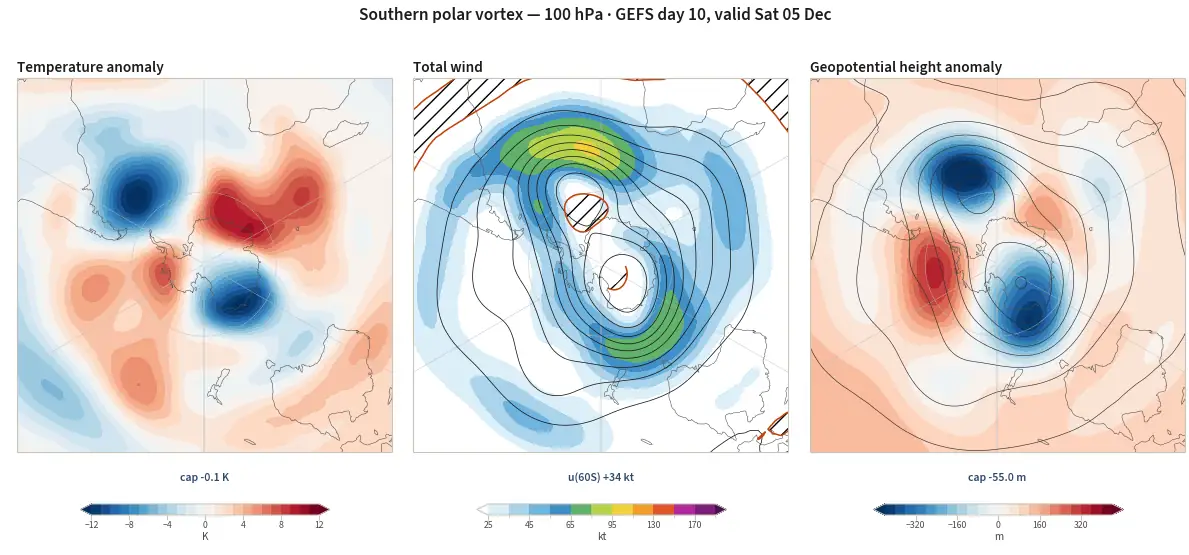 Southern polar vortex — 100 hPa · GEFS day 10, valid Sat 05 Dec
Temperature anomaly
Total wind
Geopotential height anomaly
cap -0.1 K
u(60S) +34 kt
cap -55.0 m
−12 −8 −4 0 4 8 12
K
25 45 65 95 130 170
kt
−320 −160 0 160 320
m